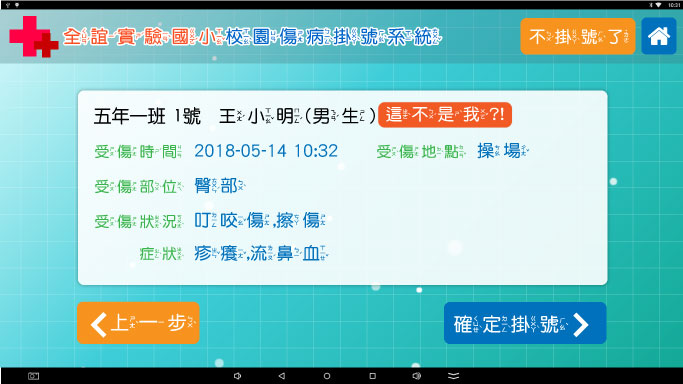 10:31
全誼實驗國小校園傷病掛號系統
不掛號了
五年一班 1號 王小明(男生) 這不是我?!
受傷時間 2018-05-14 10:32 受傷地點 操場
受傷部位 臀部
受傷狀況 叮咬傷,擦傷
症狀 疹癢,流鼻血
上一步 確定掛號